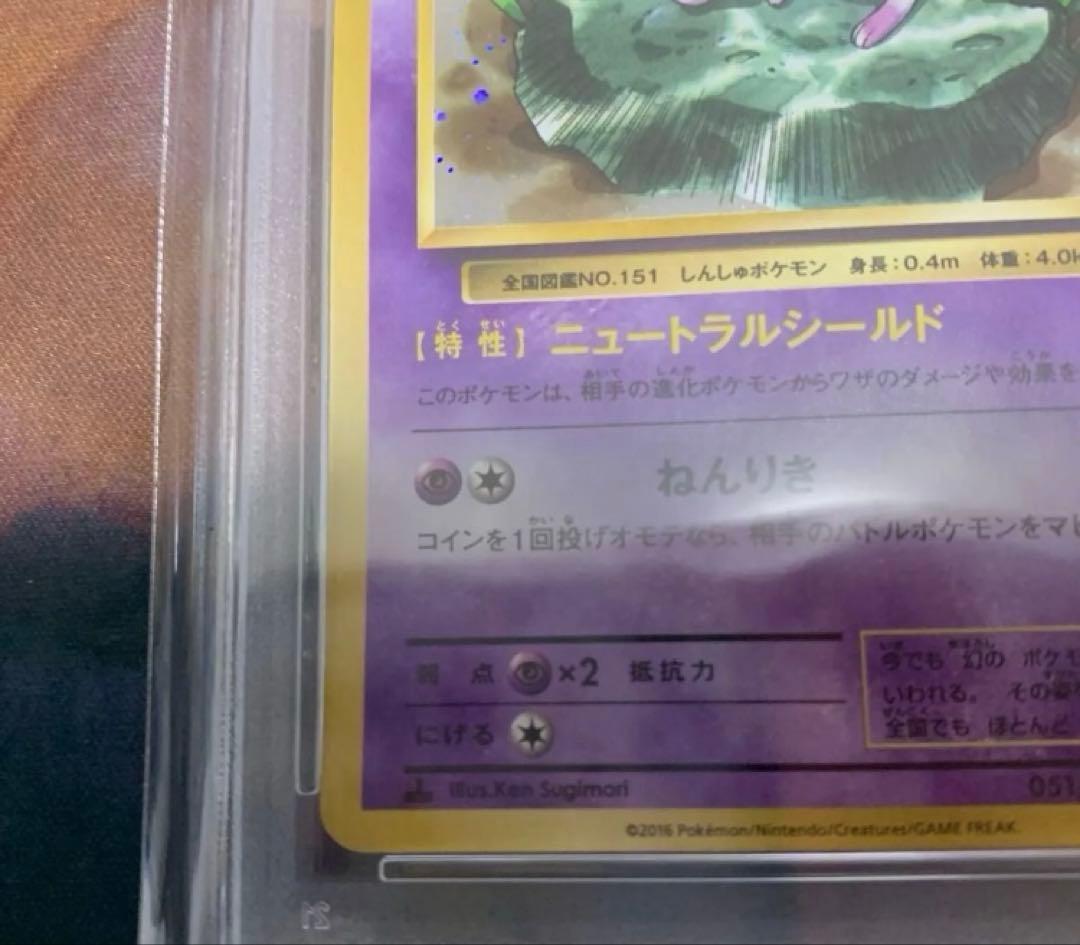 全国図鑑NO.151 しんしゅポケモン 身長:0.4m 体重:4.0k
【特性】 ニュートラルシールド
このポケモンは、相手の進化ポケモンからワザのダメージや効果を
ねんりき
コインを1回投げオモテなら、相手のバトルポケモンをマヒ
弱点 ×2 抵抗力
にげる
今でも 幻の ポケモ
いわれる。 その姿
全国でも ほとんど
Illus.Ken Sugimori
051
©2016 Pokémon/Nintendo/Creatures/GAME FREAK.